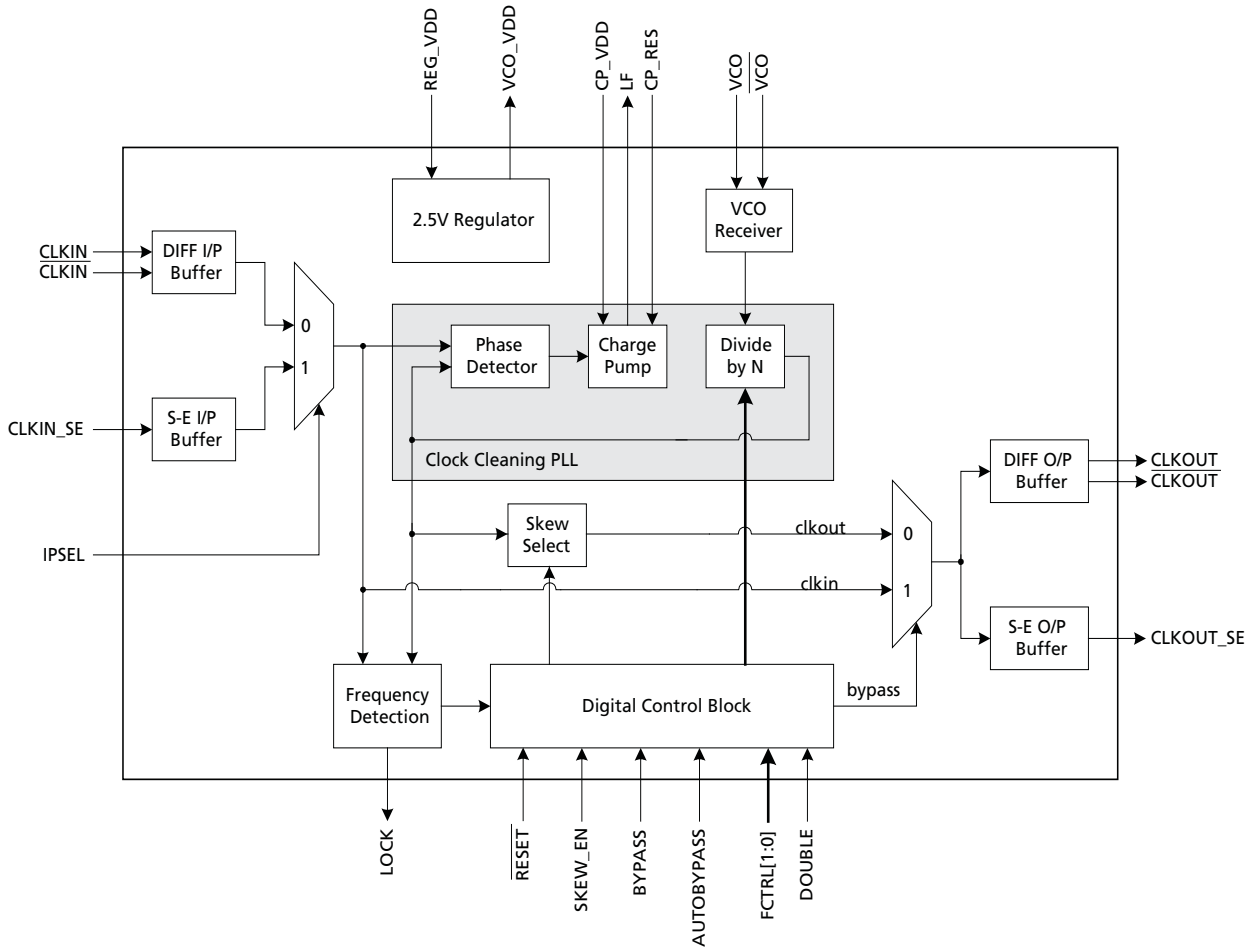 REG_VDD
VCO_VDD
CP_VDD
LF
CP_RES
VCO
VCO
2.5V Regulator
VCO
Receiver
CLKIN
CLKIN
DIFF I/P
Buffer
0
1
Phase
Detector
Charge
Pump
Divide
by N
CLKIN_SE
S-E I/P
Buffer
Clock Cleaning PLL
DIFF O/P
Buffer
CLKOUT
CLKOUT
IPSEL
Skew
Select
clkout
0
clkin
1
S-E O/P
Buffer
CLKOUT_SE
Frequency
Detection
Digital Control Block
bypass
LOCK
RESET
SKEW_EN
BYPASS
AUTOBYPASS
FCTRL[1:0]
DOUBLE